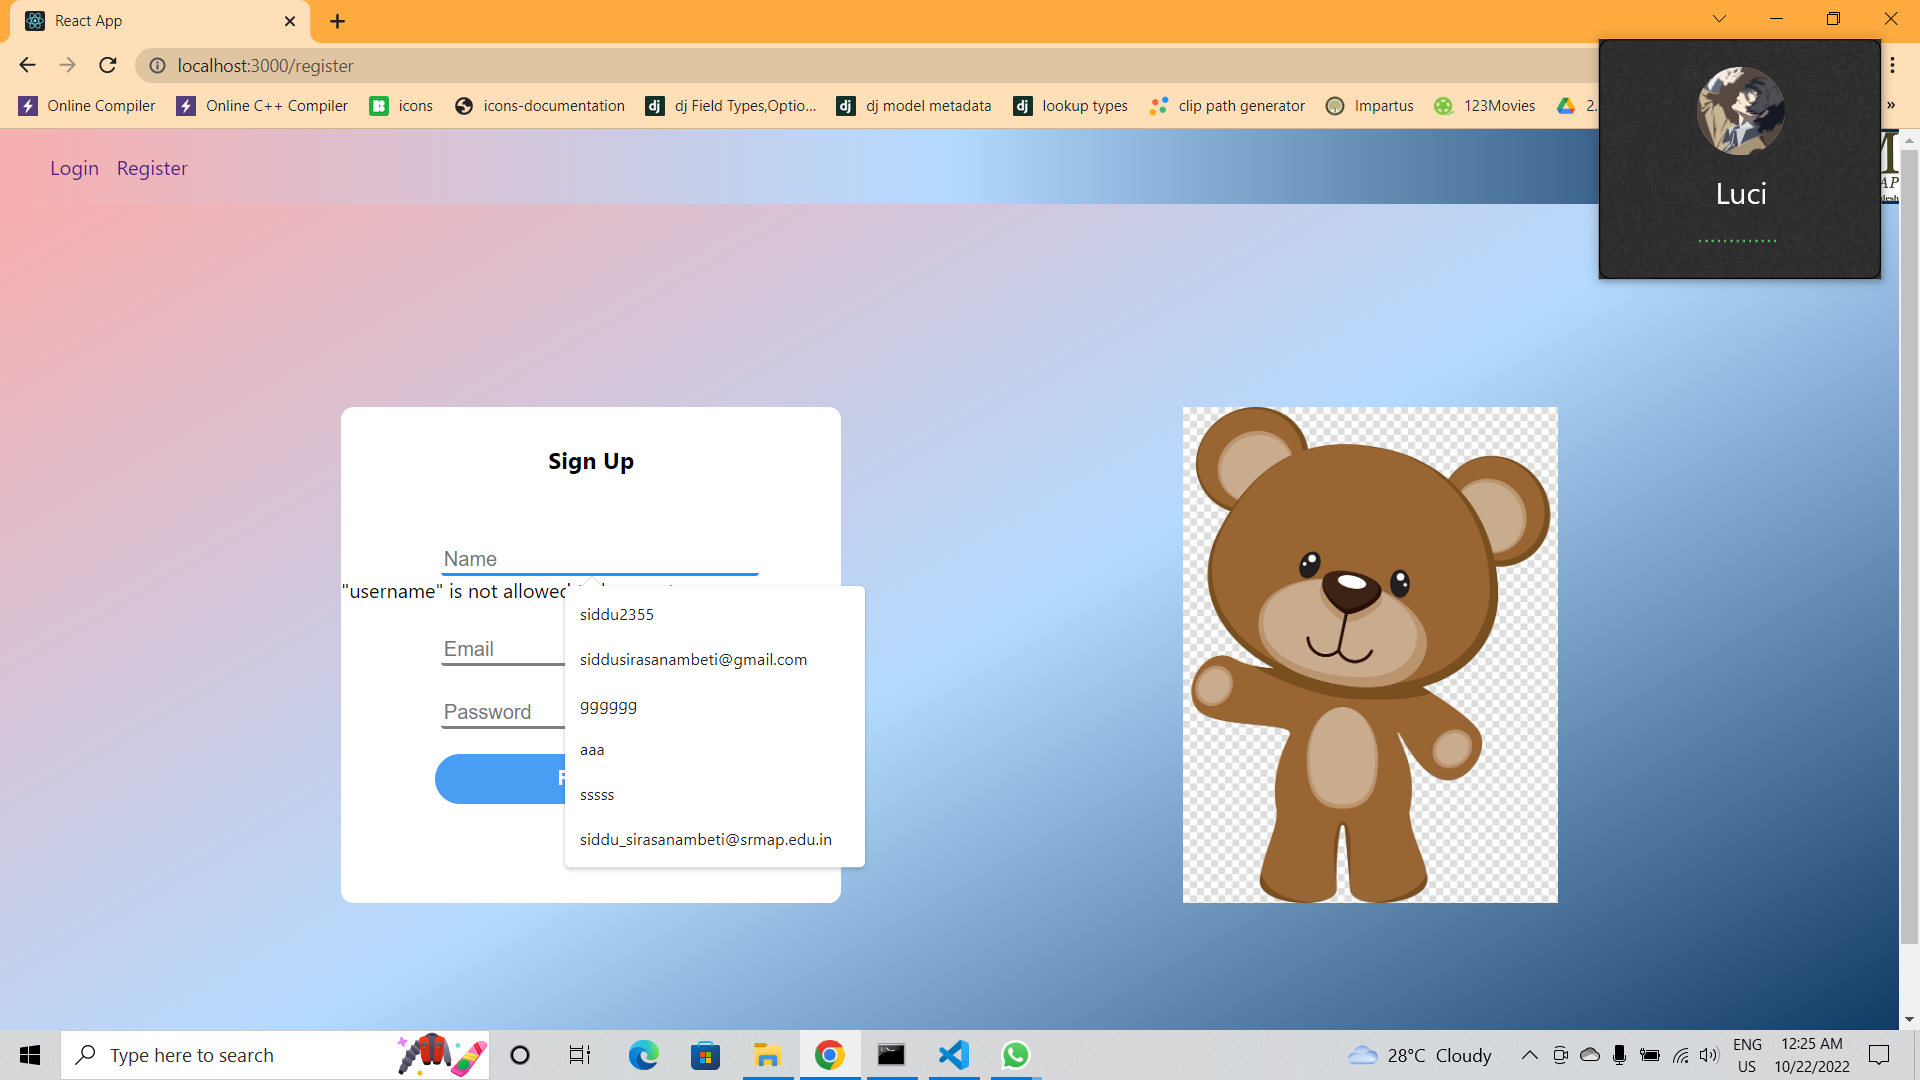 React App
localhost:3000/register
Online Compiler
Online C++ Compiler
icons
icons-documentation
dj Field Types,Optio...
dj model metadata
lookup types
clip path generator
Impartus
123Movies
2.
»
Login Register
Luci
Sign Up
Name
"username" is not allowed
siddu2355
siddusirasanambeti@gmail.com
gggggg
aaa
sssss
siddu_sirasanambeti@srmap.edu.in
Email
Password
Type here to search
28°C Cloudy
ENG
US
12:25 AM
10/22/2022